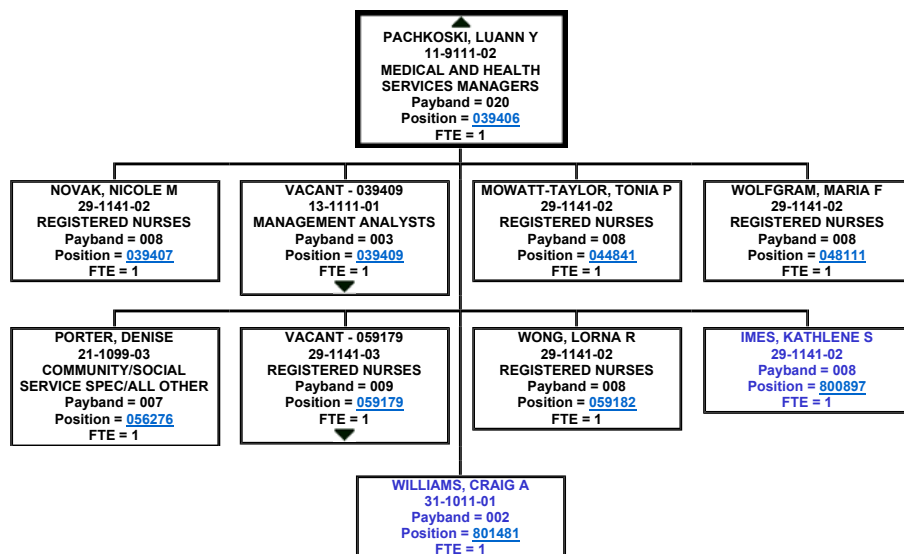 PACHKOSKI, LUANN Y
11-9111-02
MEDICAL AND HEALTH
SERVICES MANAGERS
Payband = 020
Position = 039406
FTE = 1
NOVAK, NICOLE M
29-1141-02
REGISTERED NURSES
Payband = 008
Position = 039407
FTE = 1
VACANT - 039409
13-1111-01
MANAGEMENT ANALYSTS
Payband = 003
Position = 039409
FTE = 1
MOWATT-TAYLOR, TONIA P
29-1141-02
REGISTERED NURSES
Payband = 008
Position = 044841
FTE = 1
WOLFGRAM, MARIA F
29-1141-02
REGISTERED NURSES
Payband = 008
Position = 048111
FTE = 1
PORTER, DENISE
21-1099-03
COMMUNITY/SOCIAL
SERVICE SPEC/ALL OTHER
Payband = 007
Position = 056276
FTE = 1
VACANT - 059179
29-1141-03
REGISTERED NURSES
Payband = 009
Position = 059179
FTE = 1
WONG, LORNA R
29-1141-02
REGISTERED NURSES
Payband = 008
Position = 059182
FTE = 1
IMES, KATHLENE S
29-1141-02
Payband = 008
Position = 800897
FTE = 1
WILLIAMS, CRAIG A
31-1011-01
Payband = 002
Position = 801481
FTE = 1